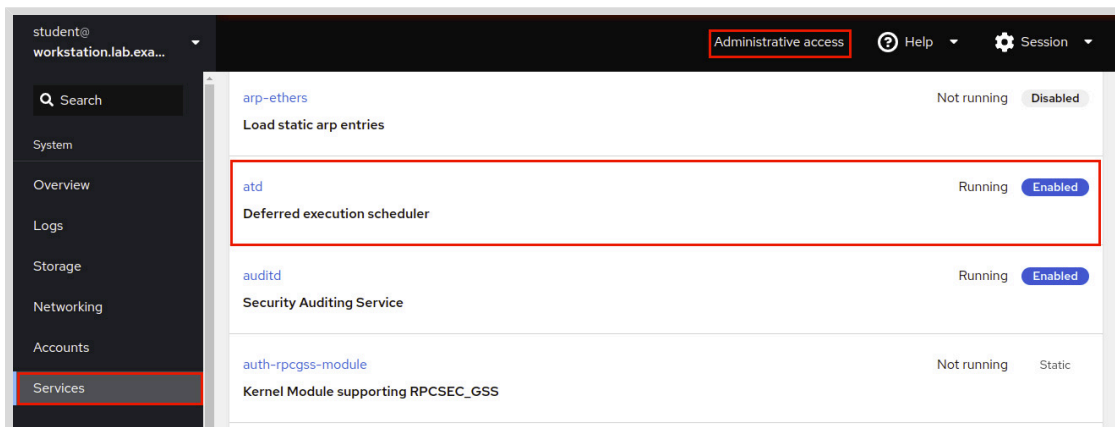 student@
workstation.lab.exa...
Administrative access
Help
Session
Search
System
Overview
Logs
Storage
Networking
Accounts
Services
arp-ethers
Not running
Disabled
Load static arp entries
atd
Running
Enabled
Deferred execution scheduler
auditd
Running
Enabled
Security Auditing Service
auth-rpcgss-module
Not running
Static
Kernel Module supporting RPCSEC_GSS